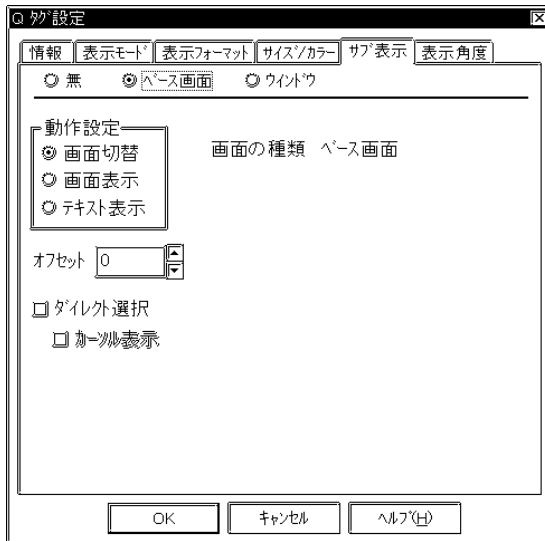 Q ﾀｸﾞ設定
情報 表示ﾓｰﾄﾞ 表示ﾌｫｰﾏｯﾄ ｻｲｽﾞ/ｶﾗｰ ｻﾌﾞ表示 表示角度
無 ﾍﾞｰｽ画面 ｳｨﾝﾄﾞｳ
動作設定
画面切替
画面表示
ﾃｷｽﾄ表示
画面の種類 ﾍﾞｰｽ画面
ｵﾌｾｯﾄ 0
ﾀﾞｲﾚｸﾄ選択
ｶｰｿﾙ表示
OK ｷｬﾝｾﾙ ﾍﾙﾌﾟ(H)